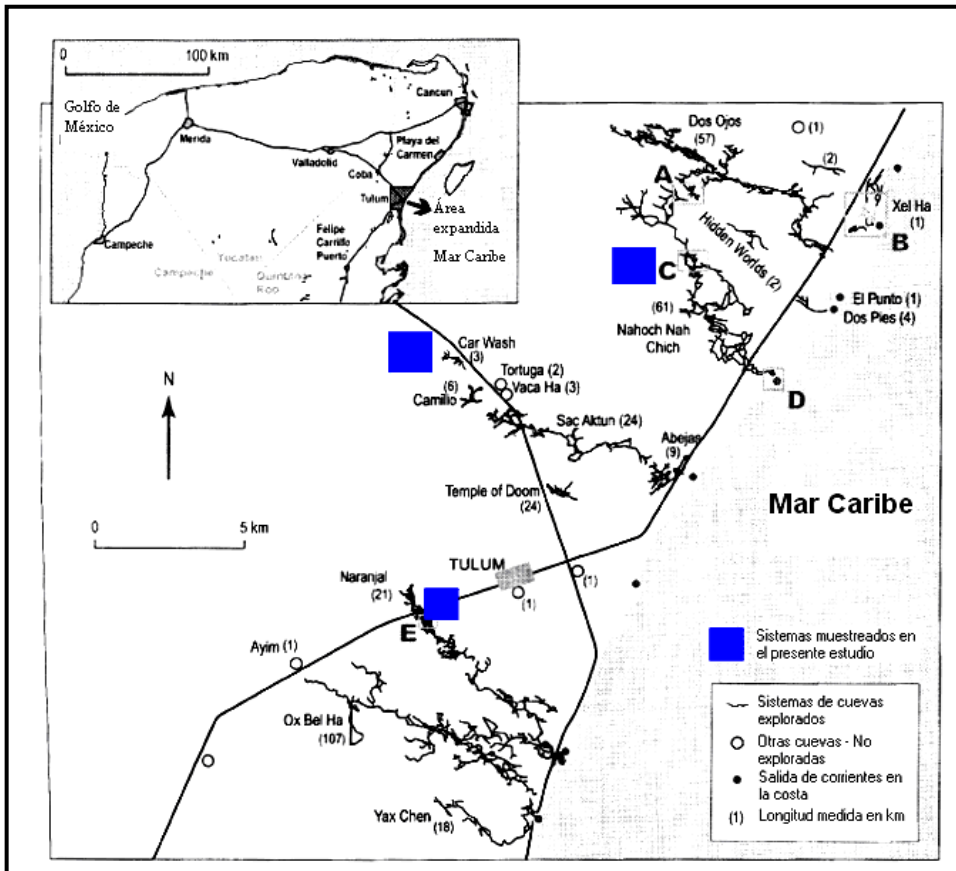 0
100 km
Golfo de
México
Cancun
Merida
Playa del
Carmen
Valladolid
Coba
Tulum
Área
expandida
Felipe
Carrillo
Puerto
Mar Caribe
Campeche
Campeche
Yucatan
Quintana
Roo
Dos Ojos
(57)
(1)
(2)
A
9
Xel Ha
(1)
B
Hidden Worlds (2)
C
(61)
Nahoch Nah
Chich
El Punto (1)
Dos Pies (4)
D
Car Wash
(3)
Tortuga (2)
Vaca Ha (3)
(6)
Camilio
Sac Aktun (24)
Abejas
(9)
N
Temple of Doom
(24)
Mar Caribe
0
5 km
TULUM
Naranjal
(21)
(1)
(1)
E
Ayim (1)
Ox Bel Ha
(107)
Yax Chen
(18)
Sistemas muestreados en
el presente estudio
Sistemas de cuevas
explorados
Otras cuevas - No
exploradas
Salida de corrientes en
la costa
(1) Longitud medida en km